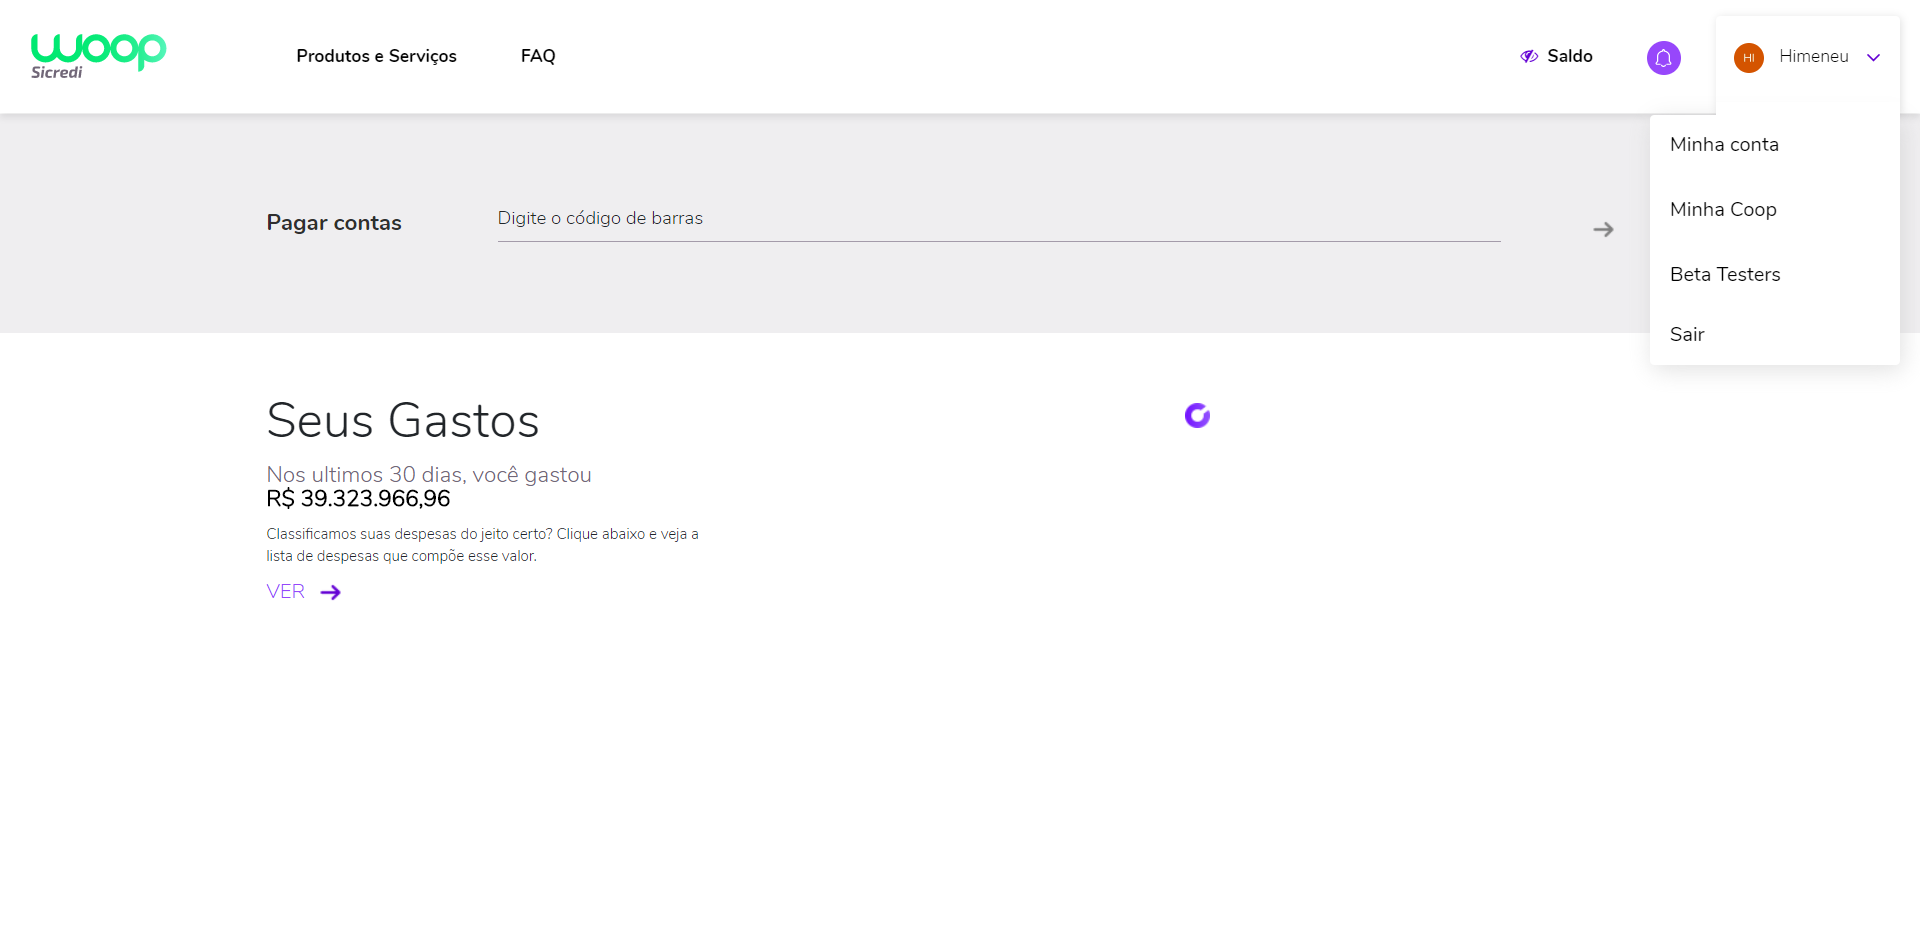 woop
Sicredi
Produtos e Serviços
FAQ
Saldo
HI
Himeneu
Minha conta
Minha Coop
Beta Testers
Sair
Pagar contas
Digite o código de barras
Seus Gastos
Nos ultimos 30 dias, você gastou
R$ 39.323.966,96
Classificamos suas despesas do jeito certo? Clique abaixo e veja a
lista de despesas que compõe esse valor.
VER